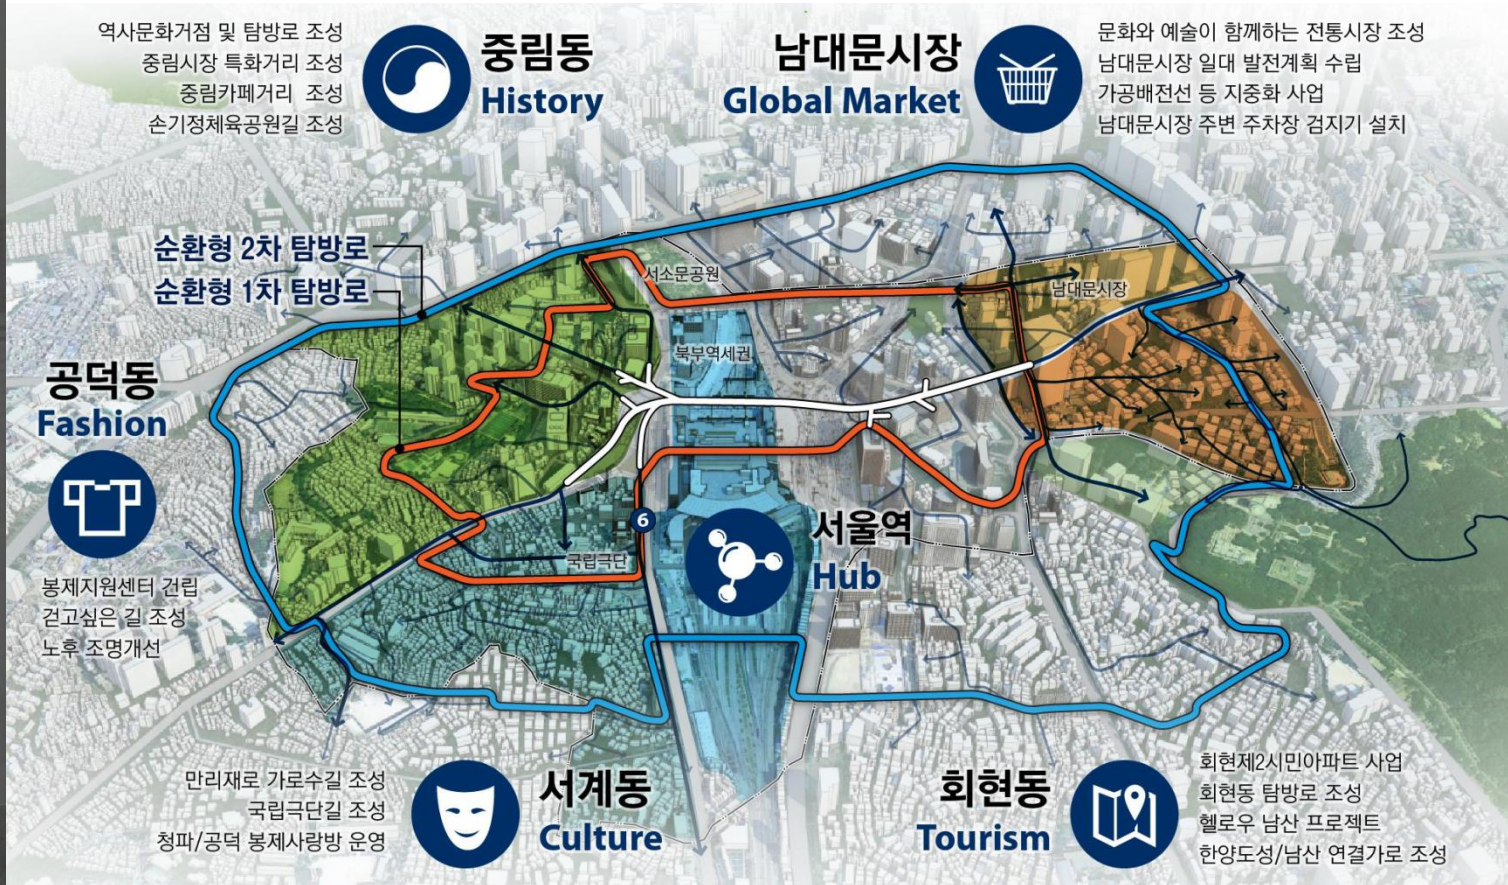 역사문화거점 및 탐방로 조성
중림시장 특화거리 조성
중림카페거리 조성
손기정체육공원길 조성
중림동
History
남대문시장
Global Market
문화와 예술이 함께하는 전통시장 조성
남대문시장 일대 발전계획 수립
가공배전선 등 지중화 사업
남대문시장 주변 주차장 검지기 설치
순환형 2차 탐방로
순환형 1차 탐방로
서소문공원
남대문시장
북부역세권
공덕동
Fashion
봉제지원센터 건립
걷고싶은 길 조성
노후 조명개선
6
국립극단
서울역
Hub
만리재로 가로수길 조성
국립극단길 조성
청파/공덕 봉제사랑방 운영
서계동
Culture
회현동
Tourism
회현제2시민아파트 사업
회현동 탐방로 조성
헬로우 남산 프로젝트
한양도성/남산 연결가로 조성